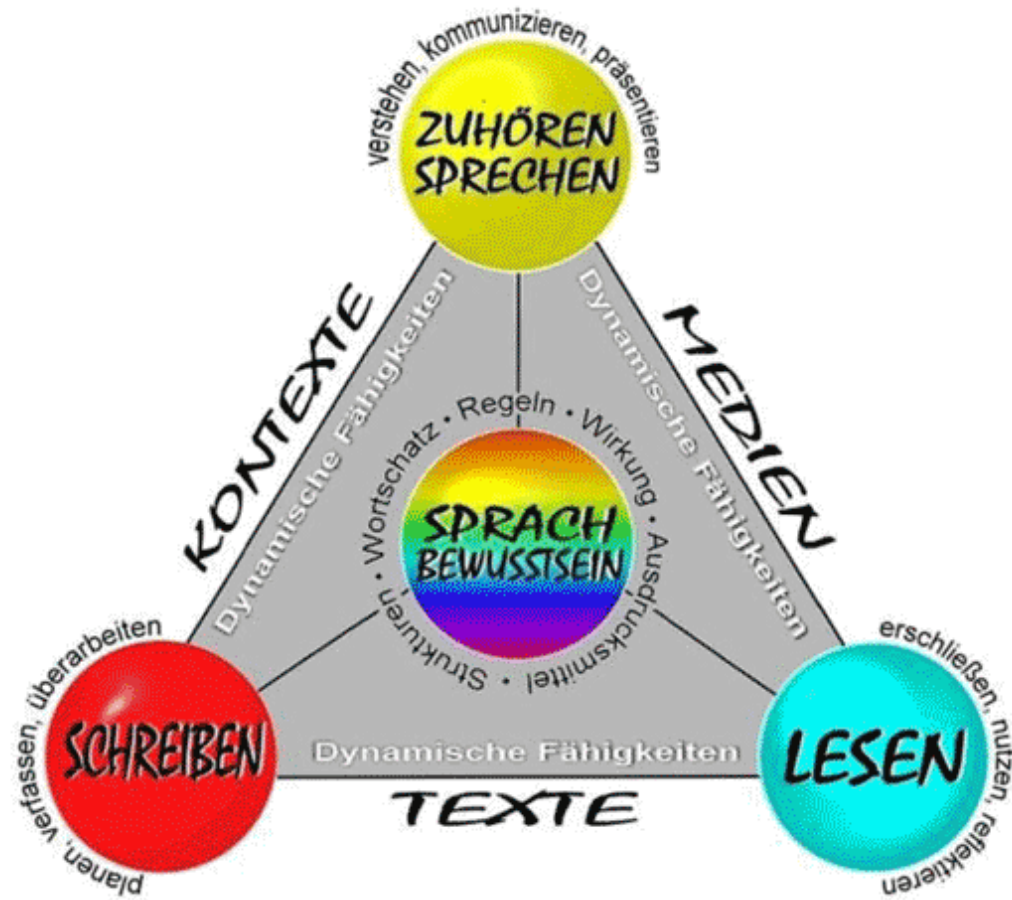 verstehen, kommunizieren, präsentieren
ZUHÖREN
SPRECHEN
KONTEXTE
Dynamische Fähigkeiten
Dynamische Fähigkeiten
MEDIEN
Strukturen • Wortschatz • Regeln • Wirkung • Ausdrucksmittel •
SPRACH
BEWUSSTSEIN
planen, verfassen, überarbeiten
SCHREIBEN
erschließen, nutzen, reflektieren
LESEN
Dynamische Fähigkeiten
TEXTE